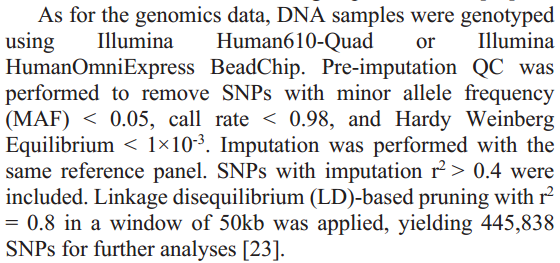 As for the genomics data, DNA samples were genotyped
using Illumina Human610-Quad or Illumina
HumanOmniExpress BeadChip. Pre-imputation QC was
performed to remove SNPs with minor allele frequency
(MAF) < 0.05, call rate < 0.98, and Hardy Weinberg
Equilibrium < 1×10⁻³. Imputation was performed with the
same reference panel. SNPs with imputation r² > 0.4 were
included. Linkage disequilibrium (LD)-based pruning with r²
= 0.8 in a window of 50kb was applied, yielding 445,838
SNPs for further analyses [23].